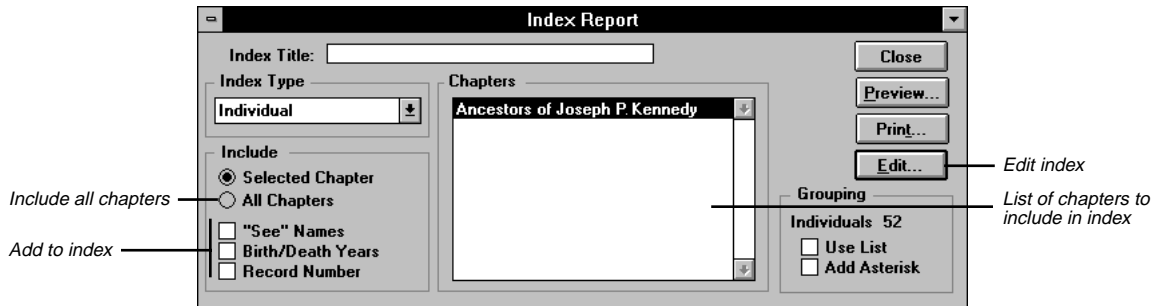 Index Report
Index Title:
Close
Index Type
Chapters
Preview...
Individual
Ancestors of Joseph P. Kennedy
Print...
Include
Edit...
Edit index
Selected Chapter
Include all chapters
All Chapters
Grouping
List of chapters to
include in index
Individuals 52
"See" Names
Use List
Add to index
Birth/Death Years
Add Asterisk
Record Number